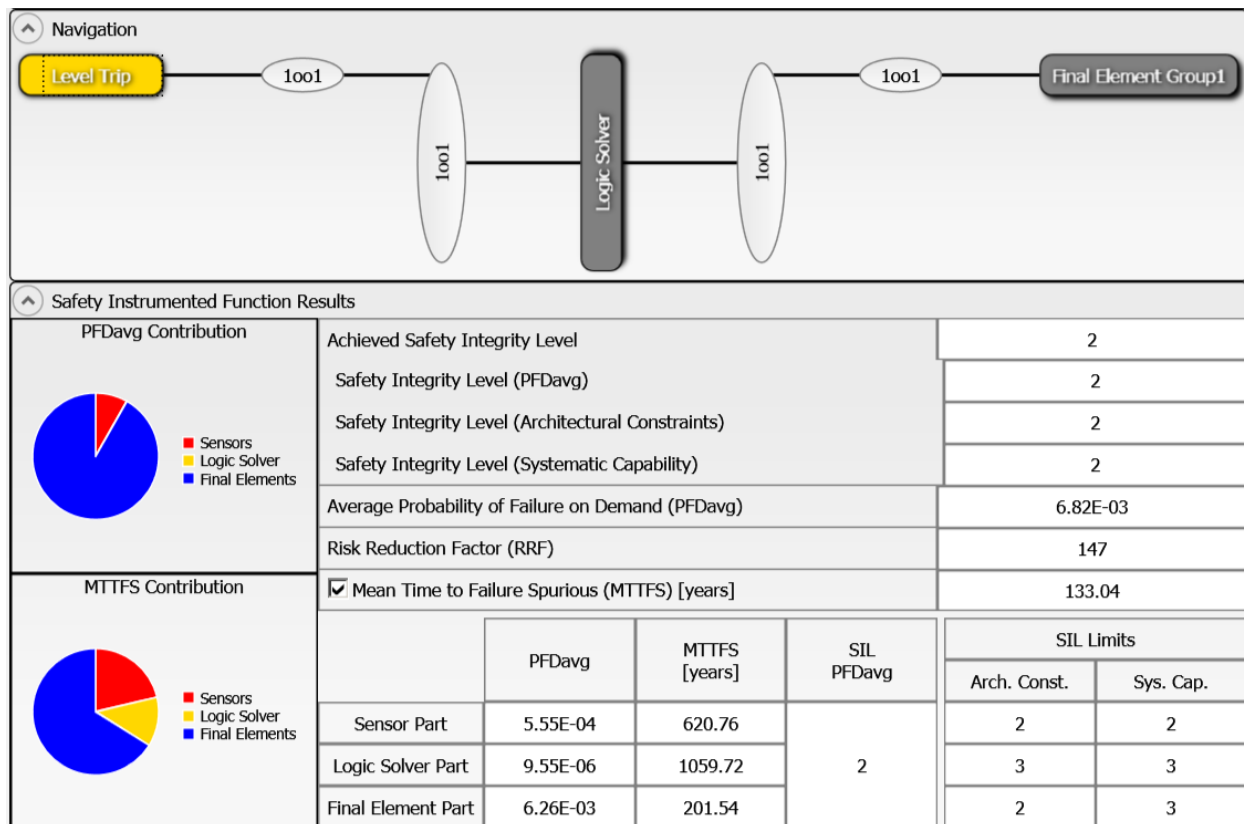 Navigation
Level Trip
1oo1
1oo1
Logic Solver
1oo1
1oo1
Final Element Group1
Safety Instrumented Function Results
PFDavg Contribution
Sensors
Logic Solver
Final Elements
MTTFS Contribution
Sensors
Logic Solver
Final Elements
Achieved Safety Integrity Level 2
Safety Integrity Level (PFDavg) 2
Safety Integrity Level (Architectural Constraints) 2
Safety Integrity Level (Systematic Capability) 2
Average Probability of Failure on Demand (PFDavg) 6.82E-03
Risk Reduction Factor (RRF) 147
Mean Time to Failure Spurious (MTTFS) [years] 133.04
PFDavg
MTTFS
[years]
SIL
PFDavg
SIL Limits
Arch. Const. Sys. Cap.
Sensor Part 5.55E-04 620.76 2 2
Logic Solver Part 9.55E-06 1059.72 2 3 3
Final Element Part 6.26E-03 201.54 2 3